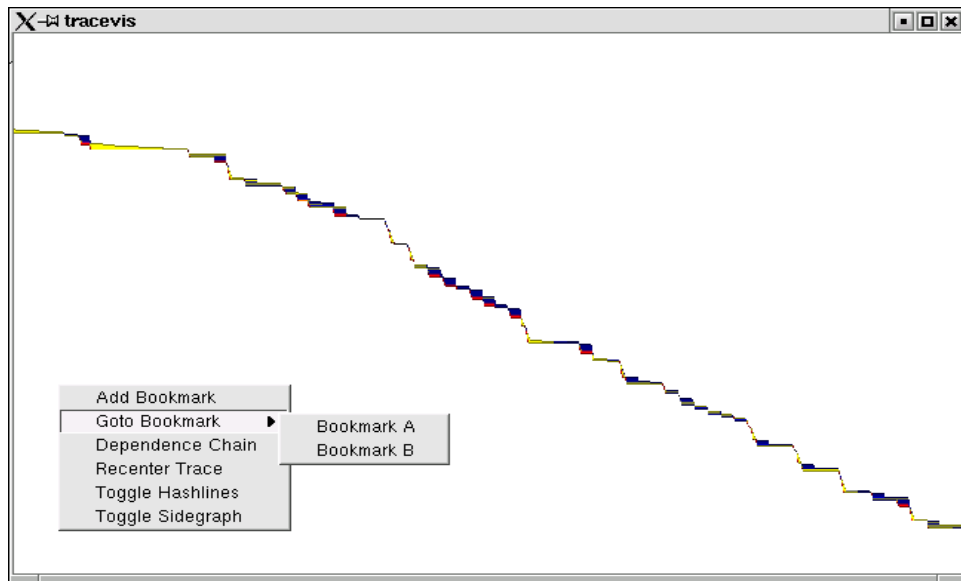 tracevis
Add Bookmark
Goto Bookmark
Bookmark A
Dependence Chain
Bookmark B
Recenter Trace
Toggle Hashlines
Toggle Sidegraph